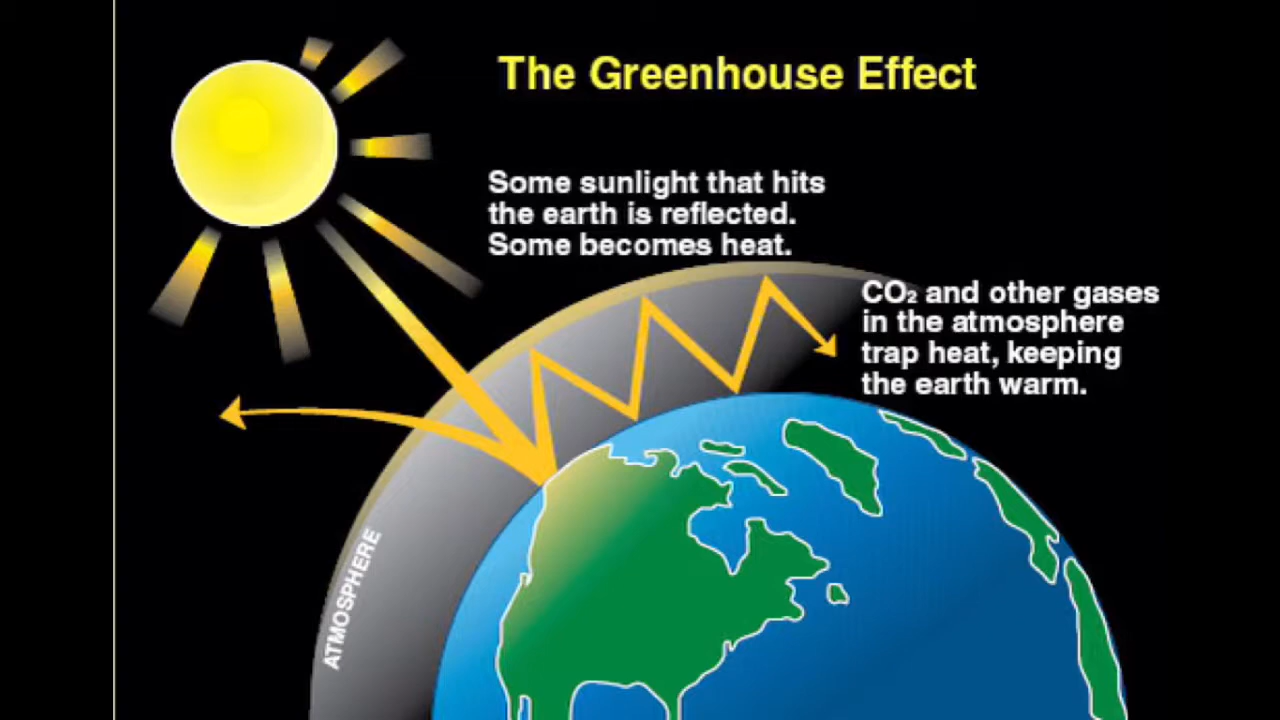 The Greenhouse Effect
Some sunlight that hits
the earth is reflected.
Some becomes heat.
CO₂ and other gases
in the atmosphere
trap heat, keeping
the earth warm.
ATMOSPHERE